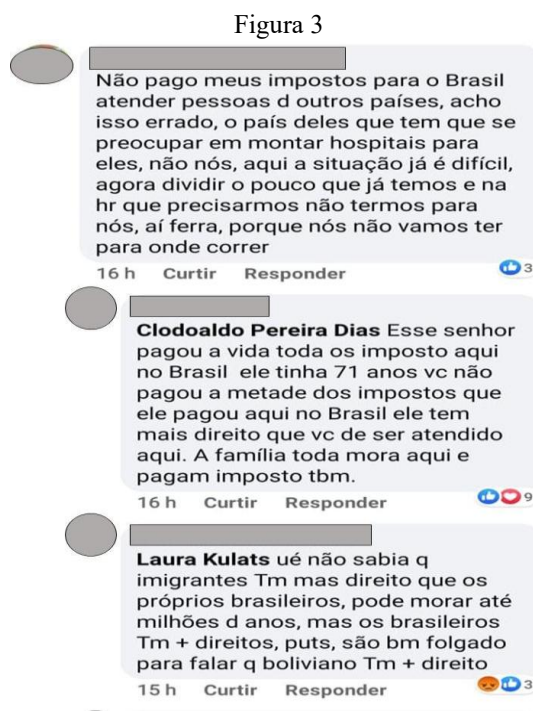 Figura 3
Não pago meus impostos para o Brasil
atender pessoas d outros países, acho
isso errado, o país deles que tem que se
preocupar em montar hospitais para
eles, não nós, aqui a situação já é difícil,
agora dividir o pouco que já temos e na
hr que precisarmos não termos para
nós, aí ferra, porque nós não vamos ter
para onde correr
16 h Curtir Responder 3
Clodoaldo Pereira Dias Esse senhor
pagou a vida toda os imposto aqui
no Brasil ele tinha 71 anos vc não
pagou a metade dos impostos que
ele pagou aqui no Brasil ele tem
mais direito que vc de ser atendido
aqui. A família toda mora aqui e
pagam imposto tbm.
16 h Curtir Responder 9
Laura Kulats ué não sabia q
imigrantes Tm mas direito que os
próprios brasileiros, pode morar até
milhões d anos, mas os brasileiros
Tm + direitos, puts, são bm folgado
para falar q boliviano Tm + direito
15 h Curtir Responder 3